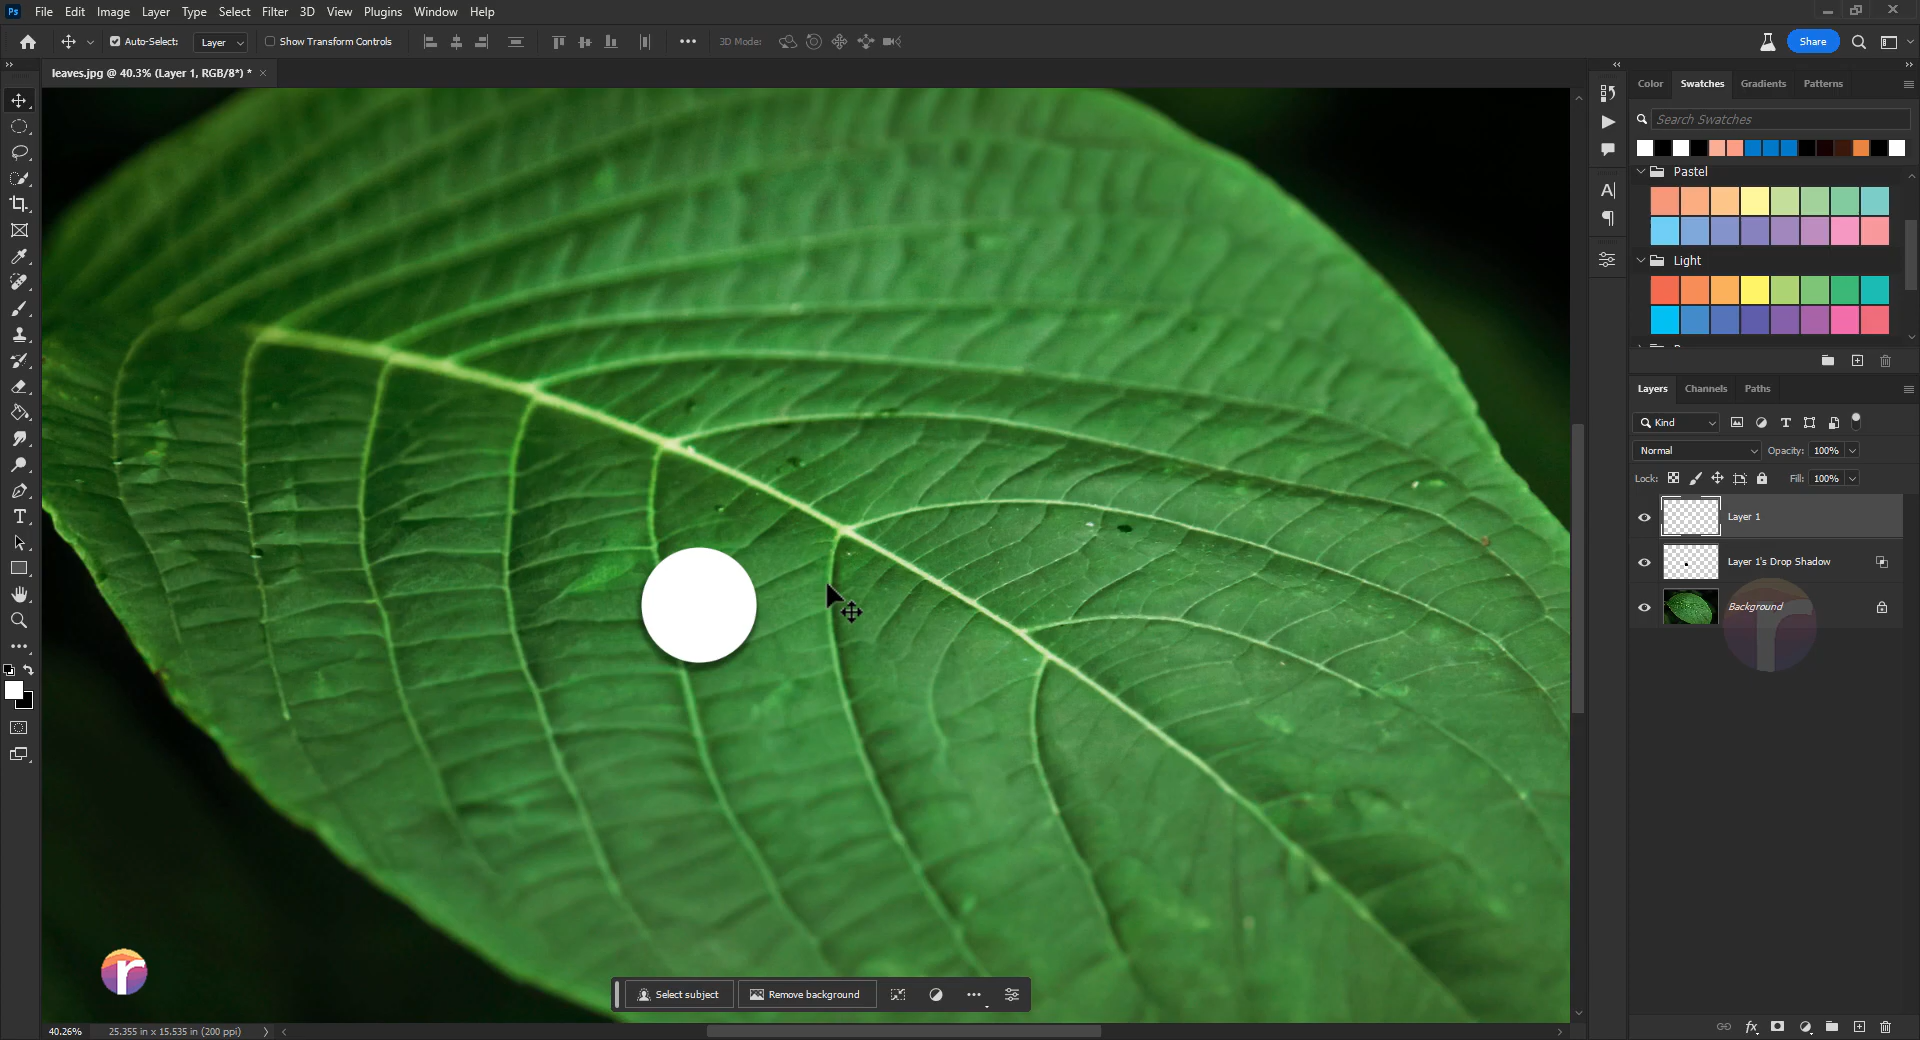 Ps File Edit Image Layer Type Select Filter 3D View Plugins Window Help
Auto-Select: Layer Show Transform Controls 3D Mode: Share
leaves.jpg @ 40.3% (Layer 1, RGB/8*) *
Color Swatches Gradients Patterns
Search Swatches
Pastel
Light
Layers Channels Paths
Kind
Normal Opacity: 100%
Lock: Fill: 100%
Layer 1
Layer 1's Drop Shadow
Background
r
r
Select subject Remove background
40.26% 25.355 in x 15.535 in (200 ppi)